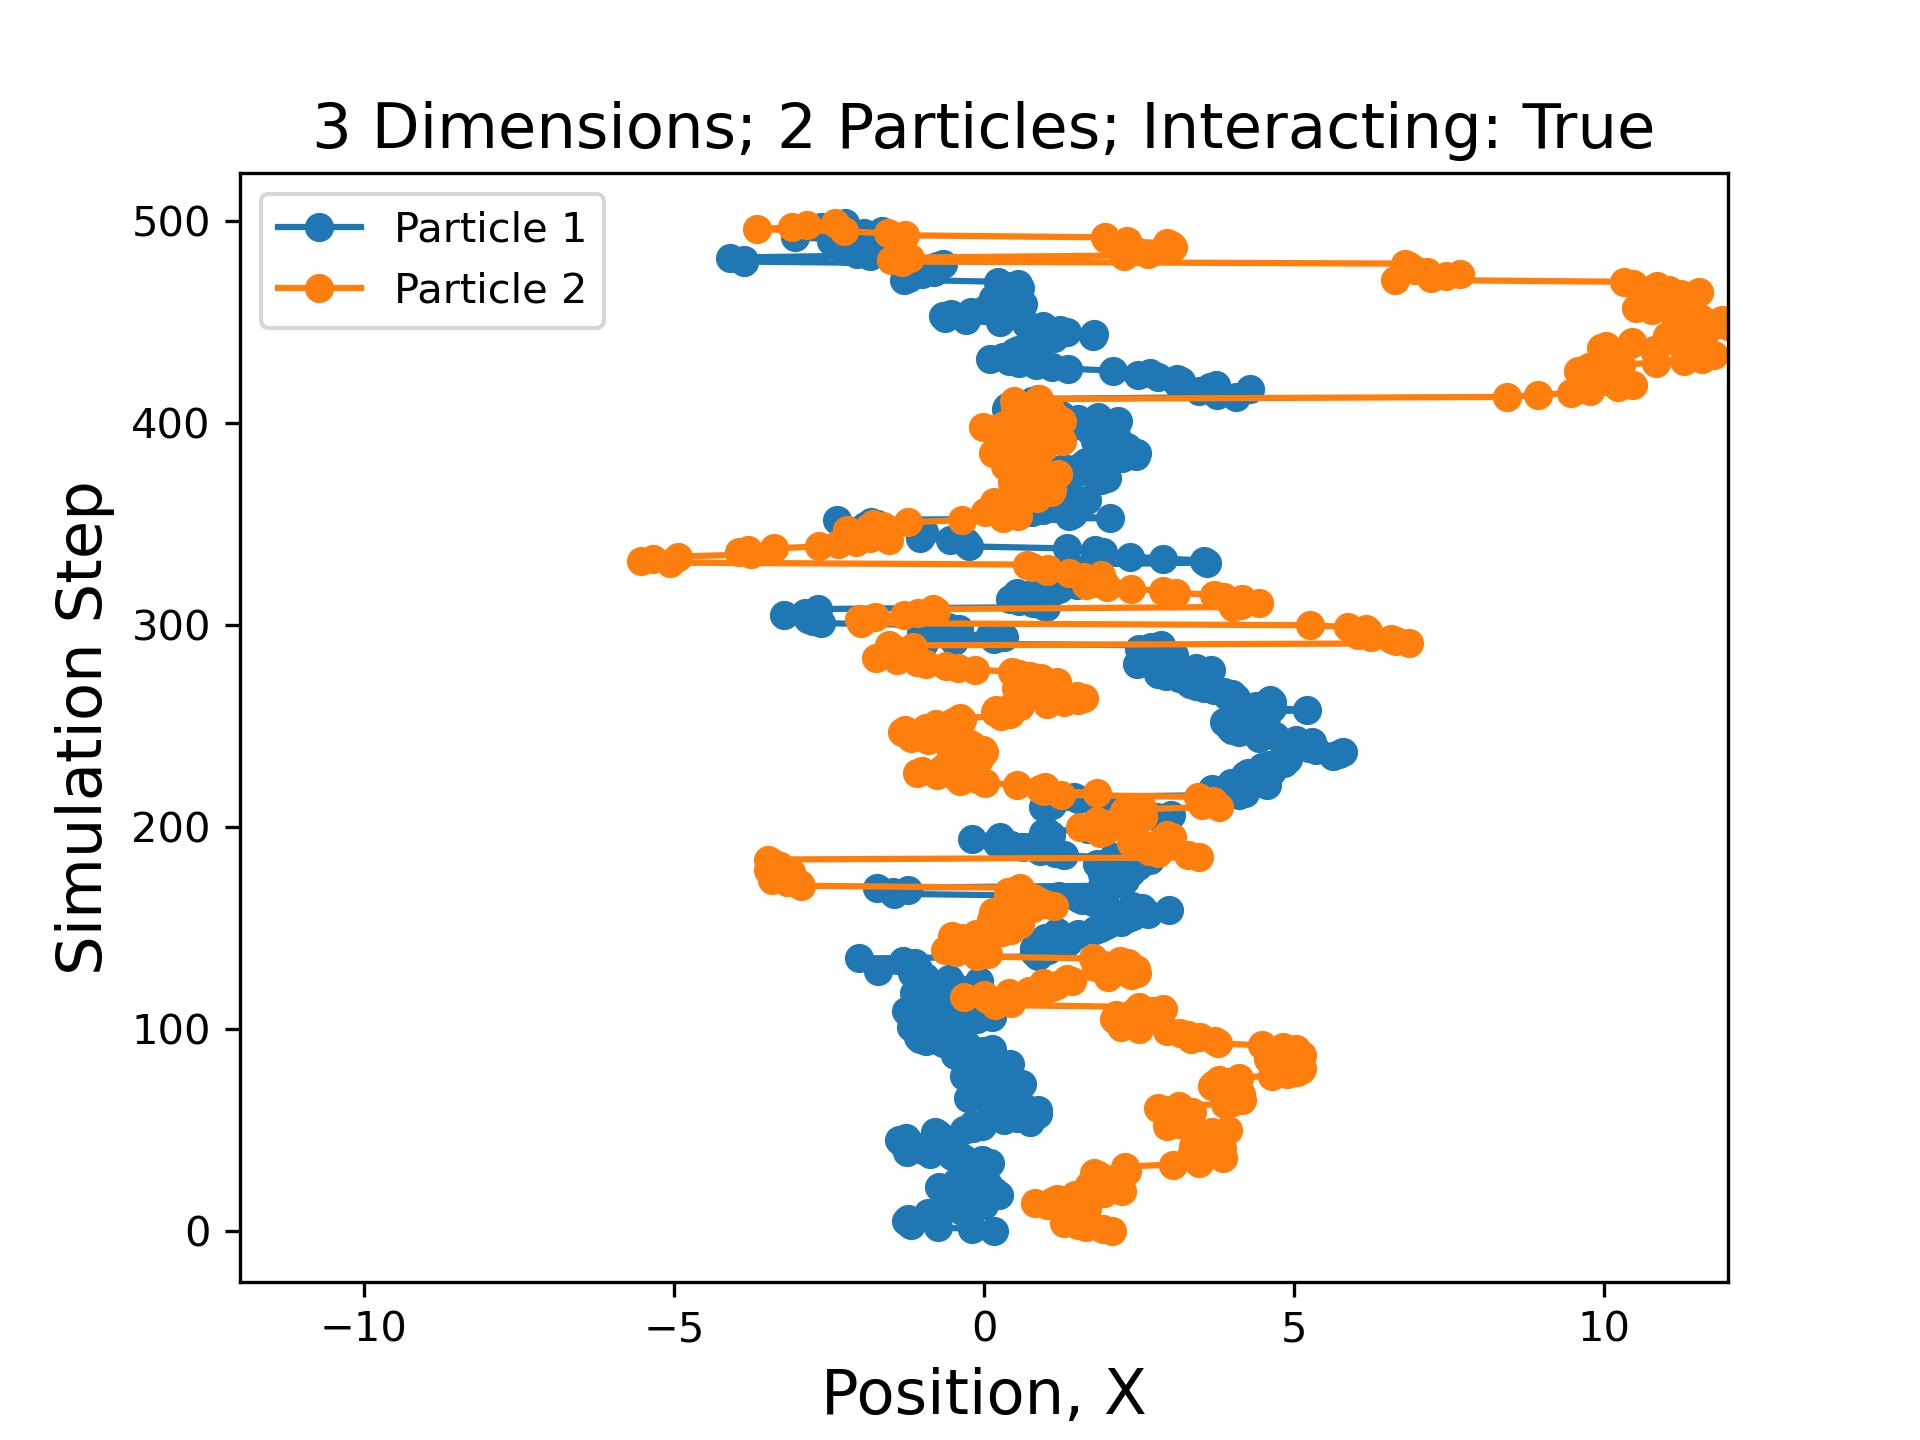 3 Dimensions; 2 Particles; Interacting: True
Particle 1
Particle 2
Simulation Step
500
400
300
200
100
0
−10
−5
0
5
10
Position, X